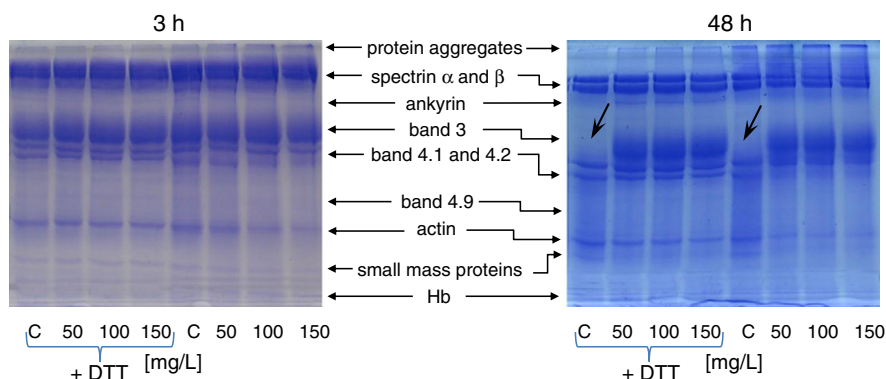 3 h
48 h
protein aggregates
spectrin α and β
ankyrin
band 3
band 4.1 and 4.2
band 4.9
actin
small mass proteins
Hb
C 50 100 150 C 50 100 150
+ DTT [mg/L]
C 50 100 150 C 50 100 150
+ DTT [mg/L]